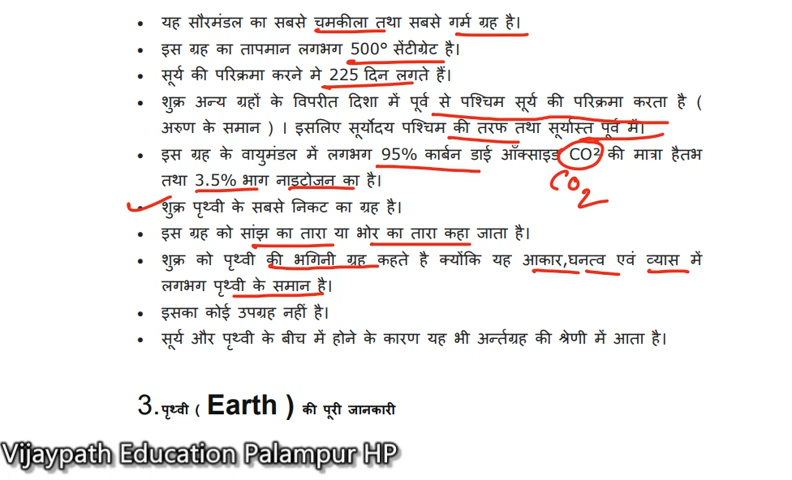 • यह सौरमंडल का सबसे चमकीला तथा सबसे गर्म ग्रह है।
• इस ग्रह का तापमान लगभग 500° सेंटीग्रेट है।
• सूर्य की परिक्रमा करने मे 225 दिन लगते हैं।
• शुक्र अन्य ग्रहों के विपरीत दिशा में पूर्व से पश्चिम सूर्य की परिक्रमा करता है (
अरुण के समान ) । इसलिए सूर्योदय पश्चिम की तरफ तथा सूर्यास्त पूर्व में।
• इस ग्रह के वायुमंडल में लगभग 95% कार्बन डाई ऑंक्साइड CO² की मात्रा हैतभ
तथा 3.5% भाग नाइटोजन का है।
CO₂
• शुक्र पृथ्वी के सबसे निकट का ग्रह है।
• इस ग्रह को सांझ का तारा या भोर का तारा कहा जाता है।
• शुक्र को पृथ्वी की भगिनी ग्रह कहते है क्योंकि यह आकार,घनत्व एवं व्यास में
लगभग पृथ्वी के समान है।
• इसका कोई उपग्रह नहीं है।
• सूर्य और पृथ्वी के बीच में होने के कारण यह भी अर्न्तग्रह की श्रेणी में आता है।
3.पृथ्वी ( Earth ) की पूरी जानकारी
Vijaypath Education Palampur HP